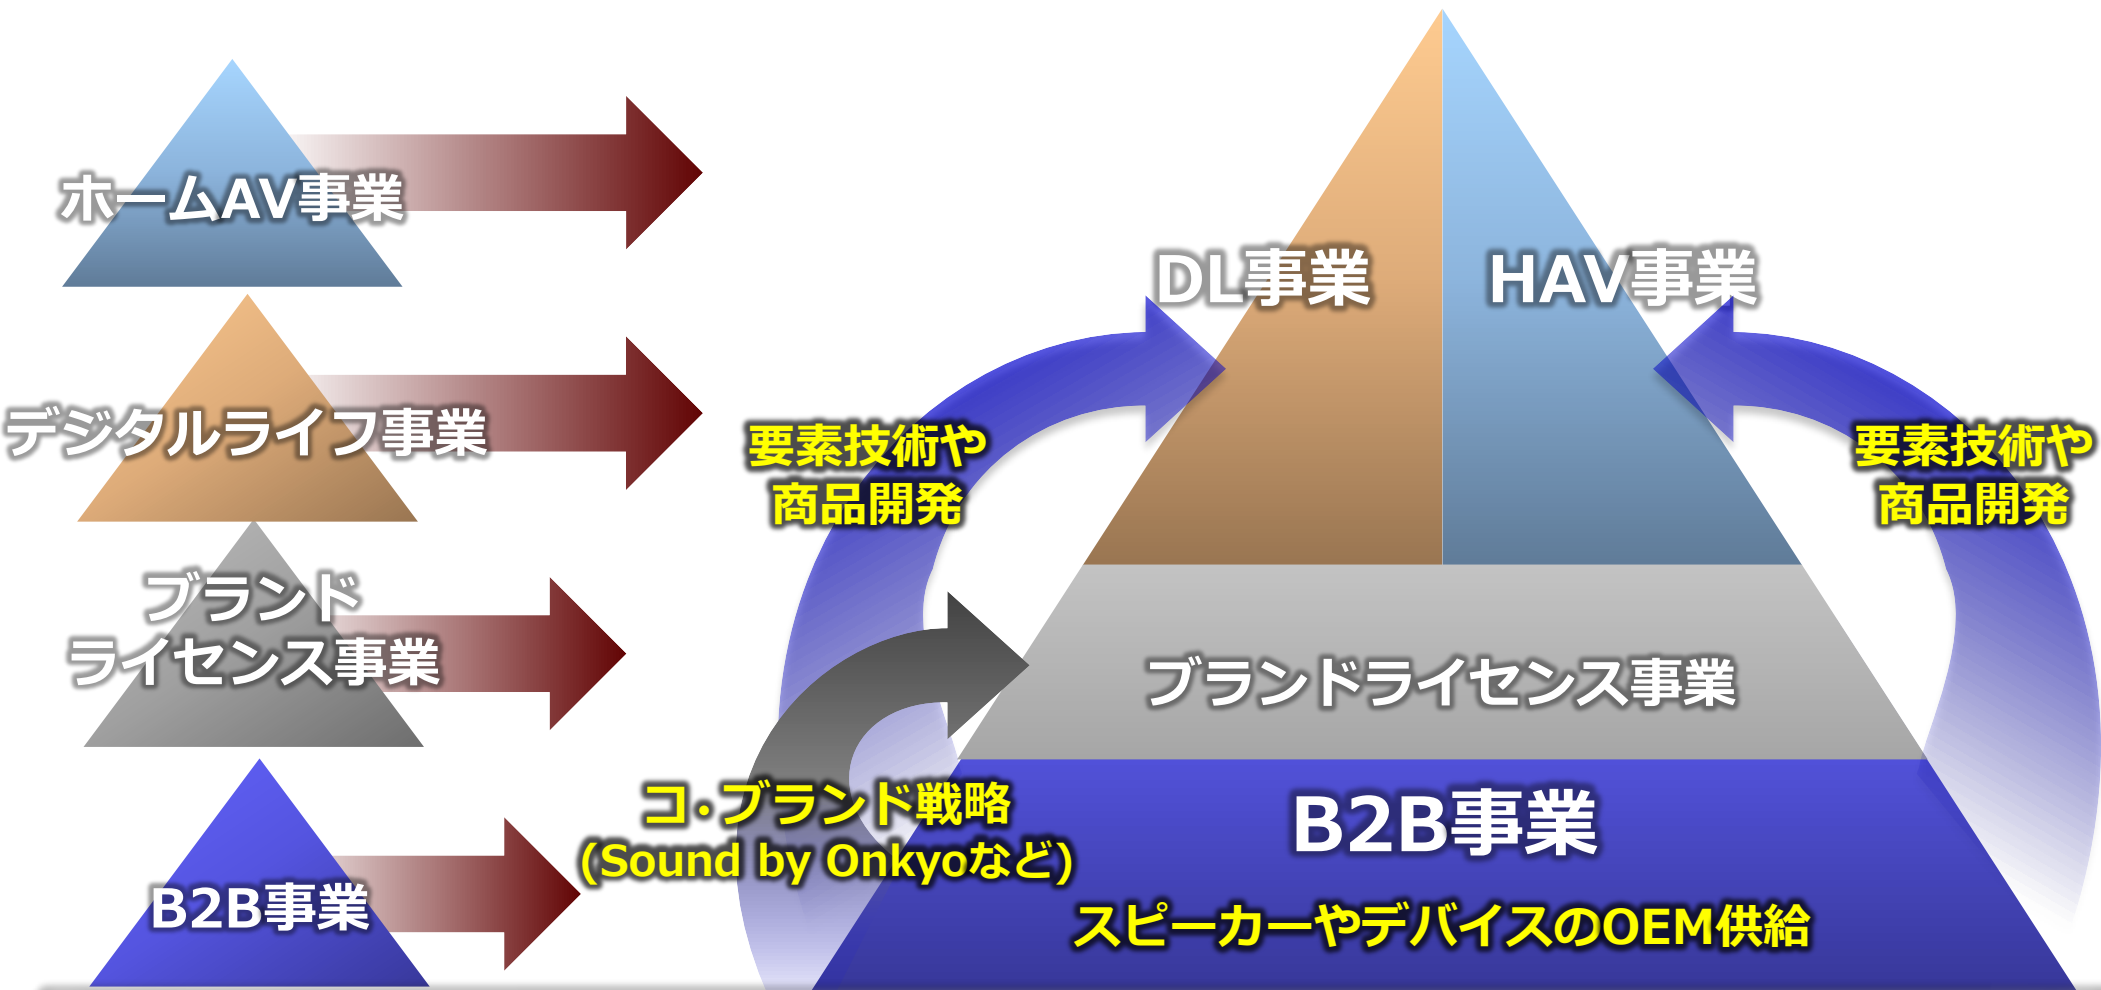 ホームAV事業
デジタルライフ事業
ブランド
ライセンス事業
B2B事業
DL事業
HAV事業
要素技術や
商品開発
要素技術や
商品開発
ブランドライセンス事業
コ・ブランド戦略
(Sound by Onkyoなど)
B2B事業
スピーカーやデバイスのOEM供給